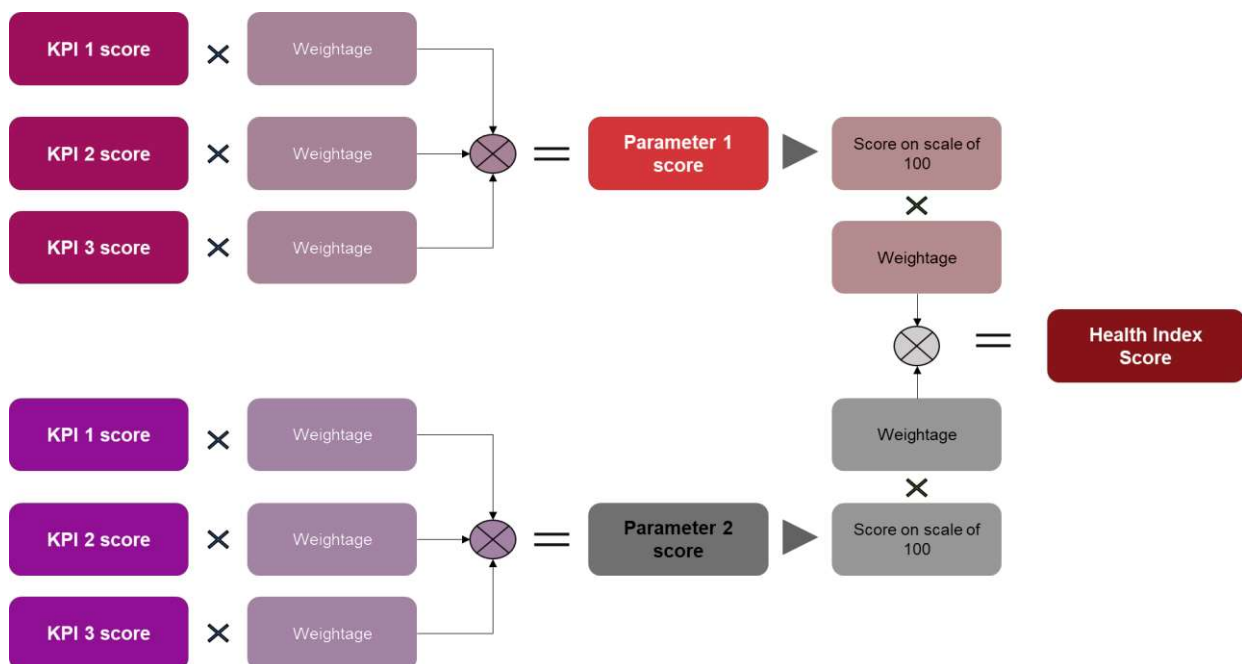 KPI 1 score
Weightage
KPI 2 score
Weightage
Parameter 1
score
Score on scale of
100
KPI 3 score
Weightage
Weightage
Health Index
Score
KPI 1 score
Weightage
Weightage
KPI 2 score
Weightage
Parameter 2
score
Score on scale of
100
KPI 3 score
Weightage